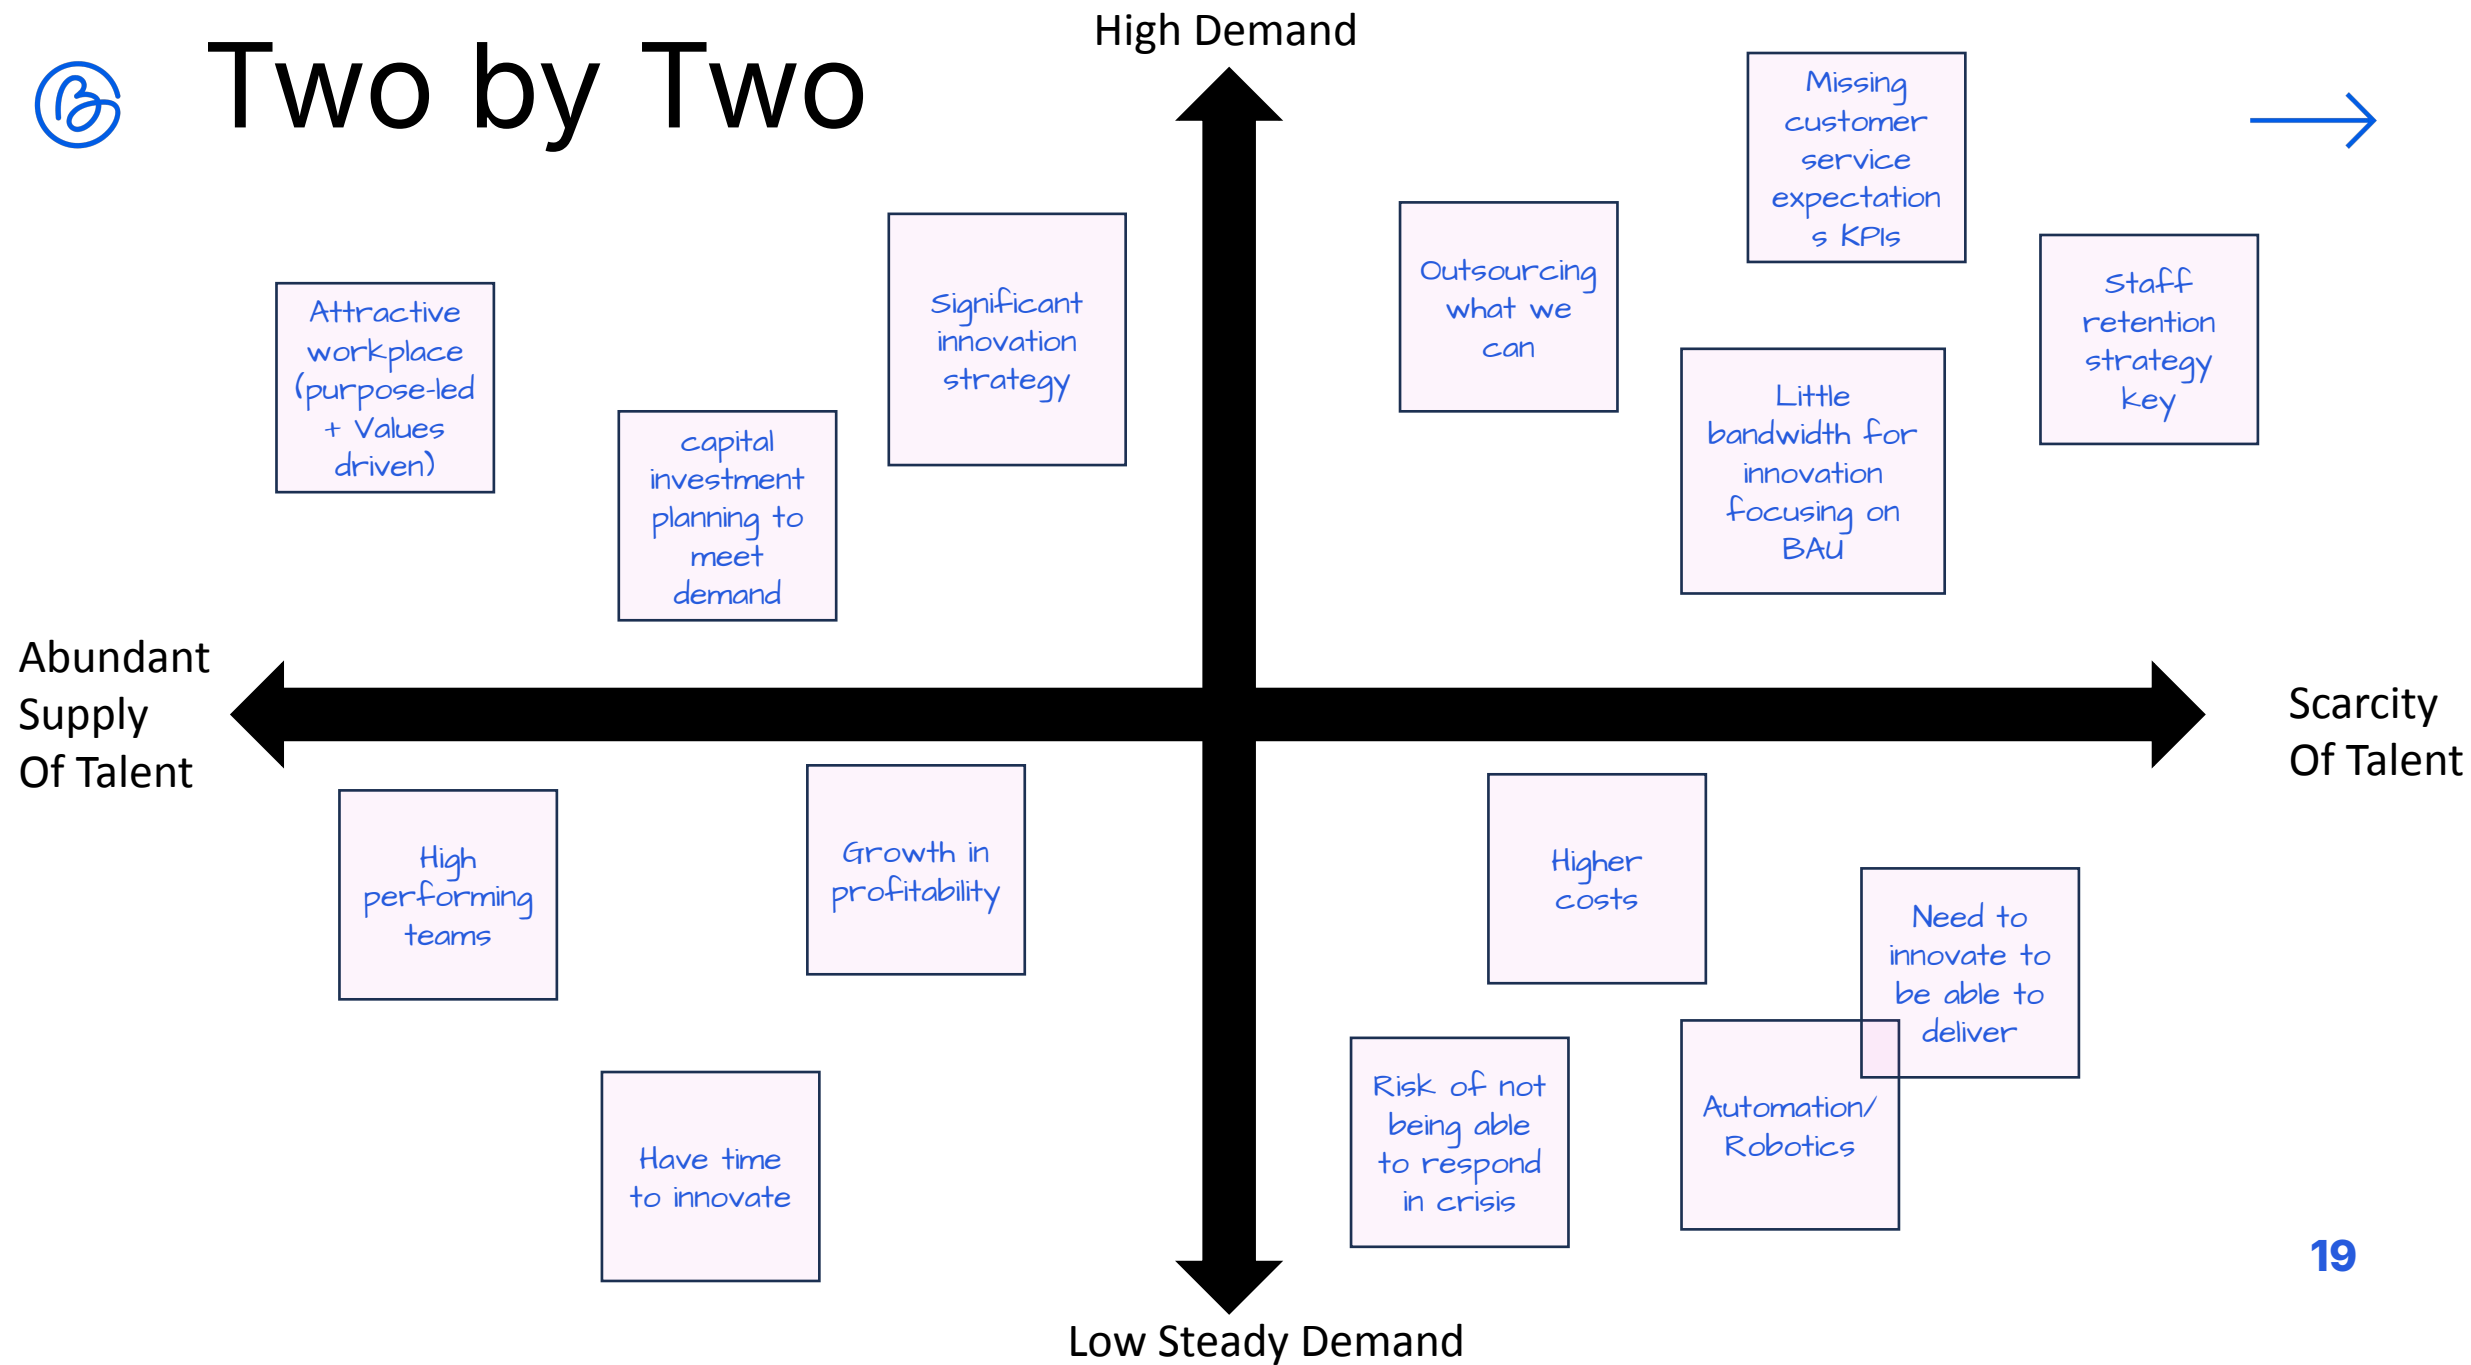 High Demand
Two by Two
Missing
customer
service
expectation
s KPIs
Outsourcing
what we
can
Staff
retention
strategy
key
Significant
innovation
strategy
Attractive
workplace
(purpose-led
+ Values
driven)
Little
bandwidth for
innovation
focusing on
BAU
capital
investment
planning to
meet
demand
Abundant
Supply
Of Talent
Scarcity
Of Talent
High
performing
teams
Growth in
profitability
Higher
costs
Need to
innovate to
be able to
deliver
Have time
to innovate
Risk of not
being able
to respond
in crisis
Automation/
Robotics
19
Low Steady Demand